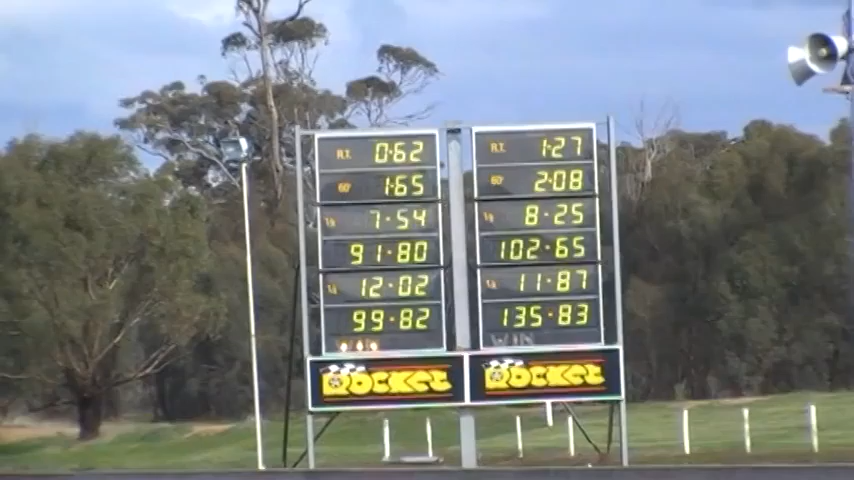 R.T. 0·62
60' 1·65
1/8 7·54
91·80
1/4 12·02
99·82
ROCKET
R.T. 1·27
60' 2·08
1/8 8·25
102·65
1/4 11·87
135·83
WIN
ROCKET